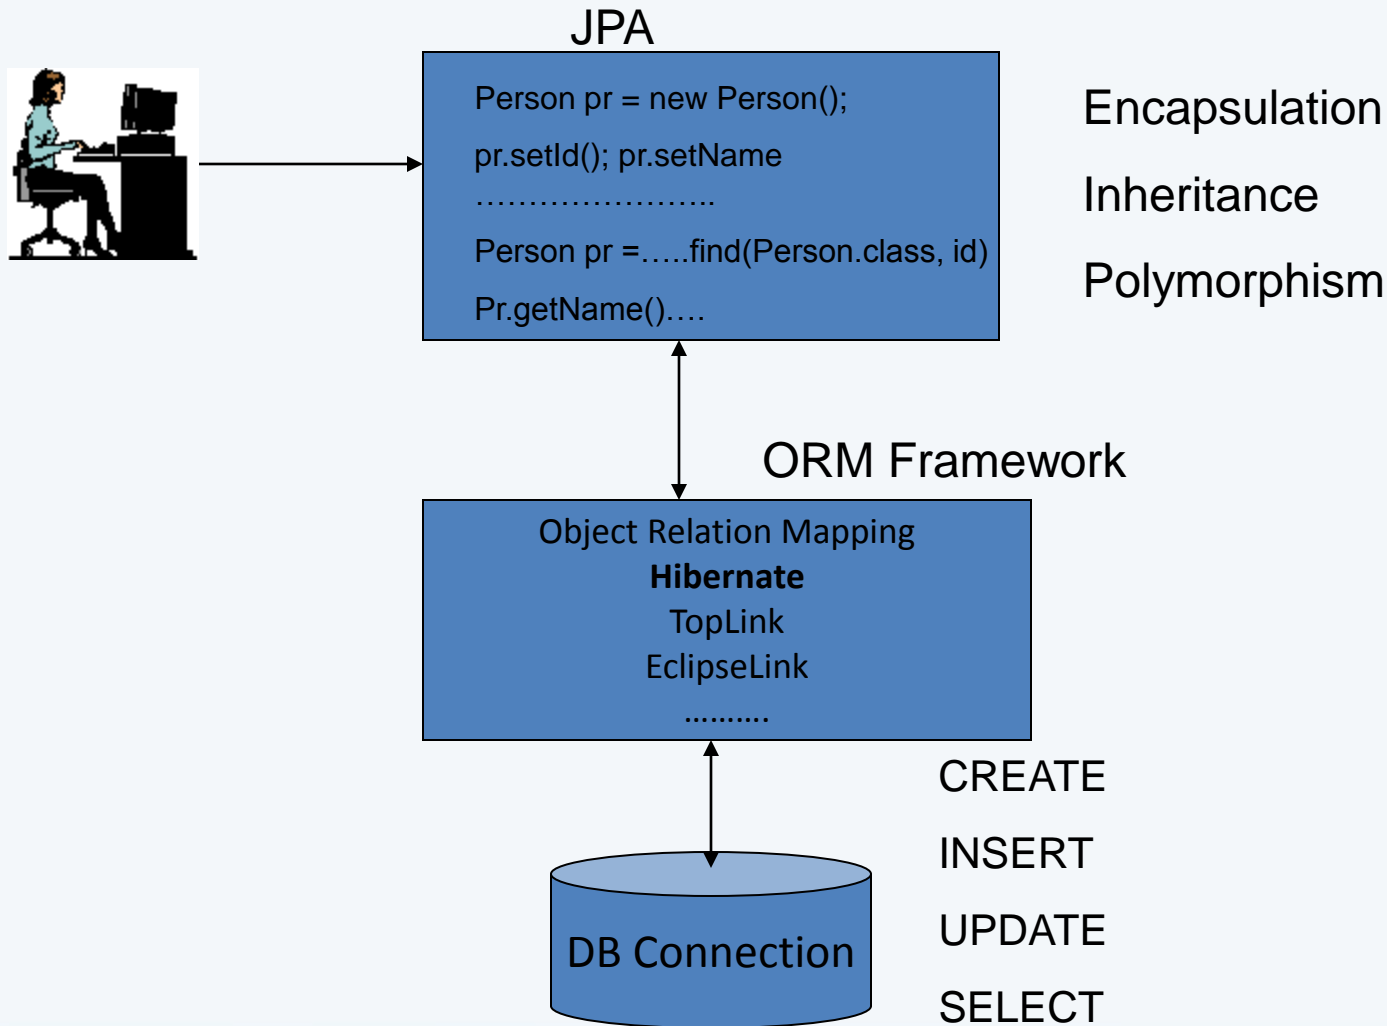 JPA
Person pr = new Person();
pr.setId(); pr.setName
…………………..
Person pr =…..find(Person.class, id)
Pr.getName()….
Encapsulation
Inheritance
Polymorphism
ORM Framework
Object Relation Mapping
Hibernate
TopLink
EclipseLink
……….
CREATE
INSERT
UPDATE
SELECT
DB Connection